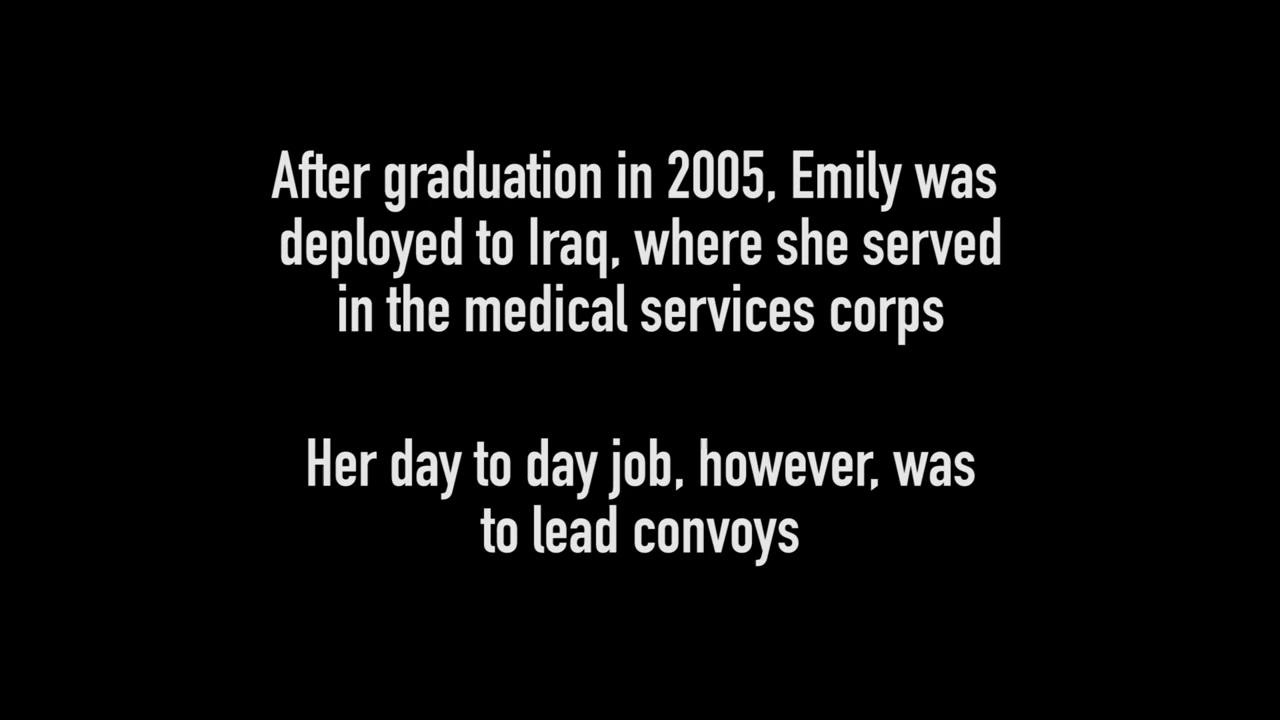 After graduation in 2005, Emily was
deployed to Iraq, where she served
in the medical services corps
Her day to day job, however, was
to lead convoys